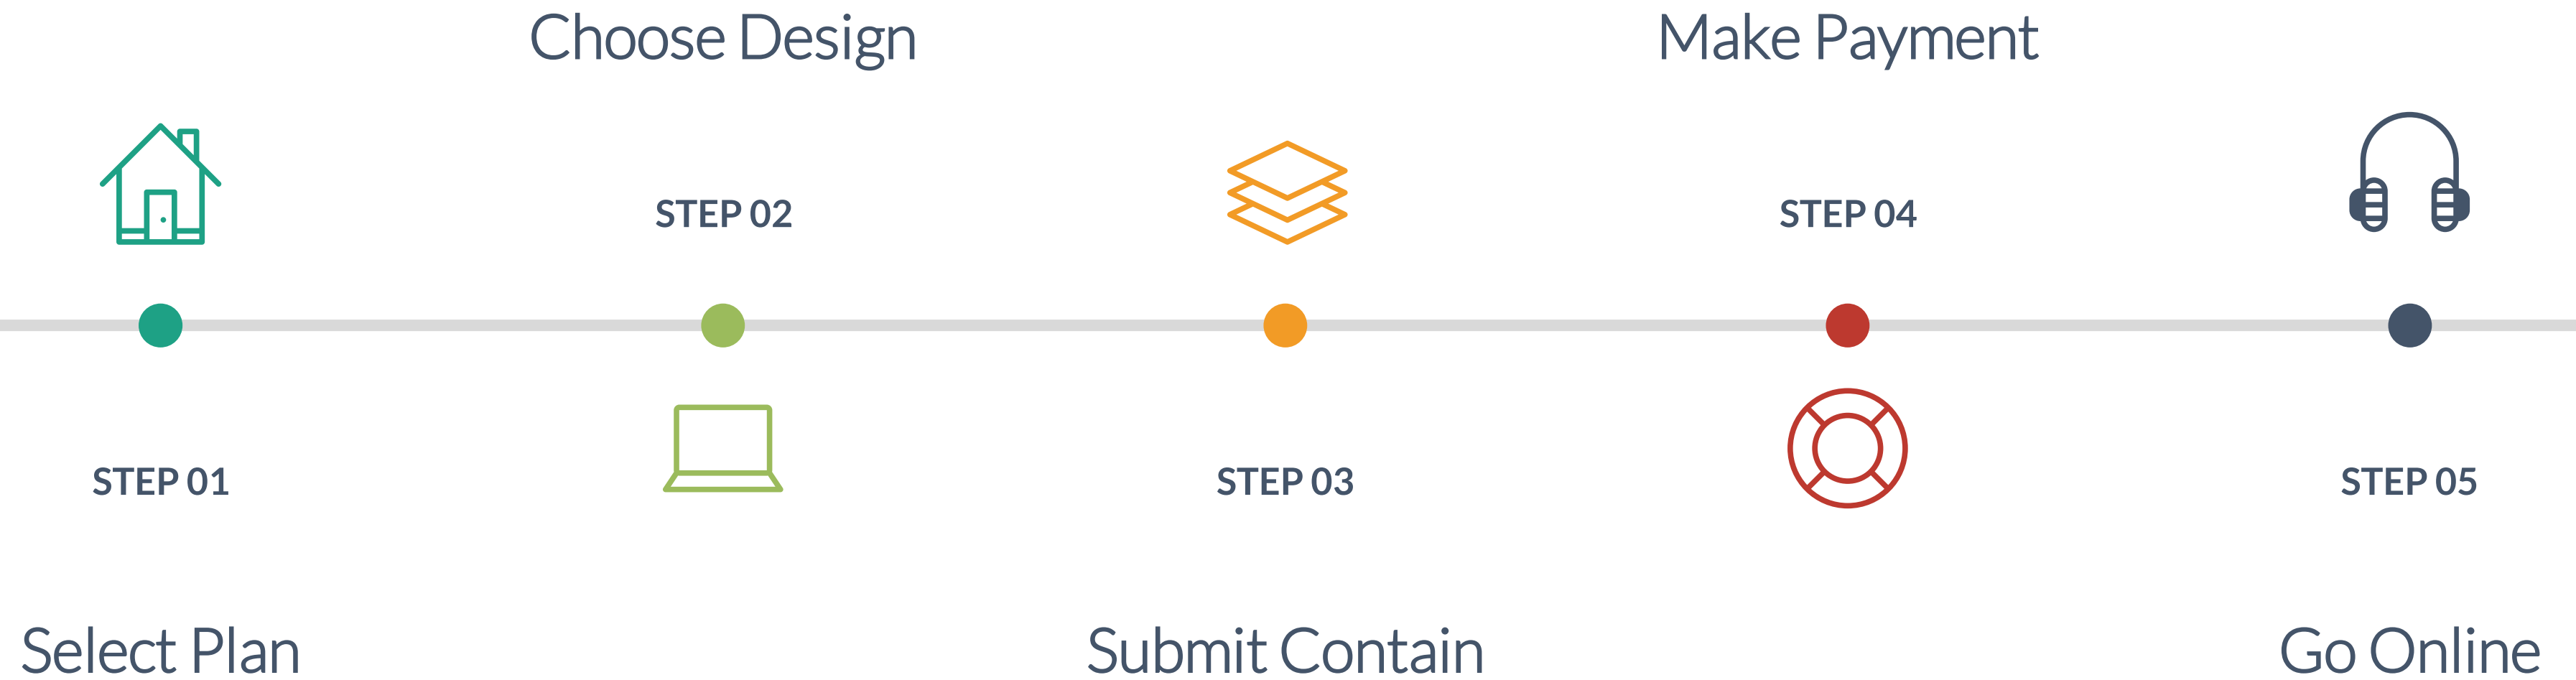 Choose Design
Make Payment
STEP 02
STEP 04
STEP 01
STEP 03
STEP 05
Select Plan
Submit Contain
Go Online